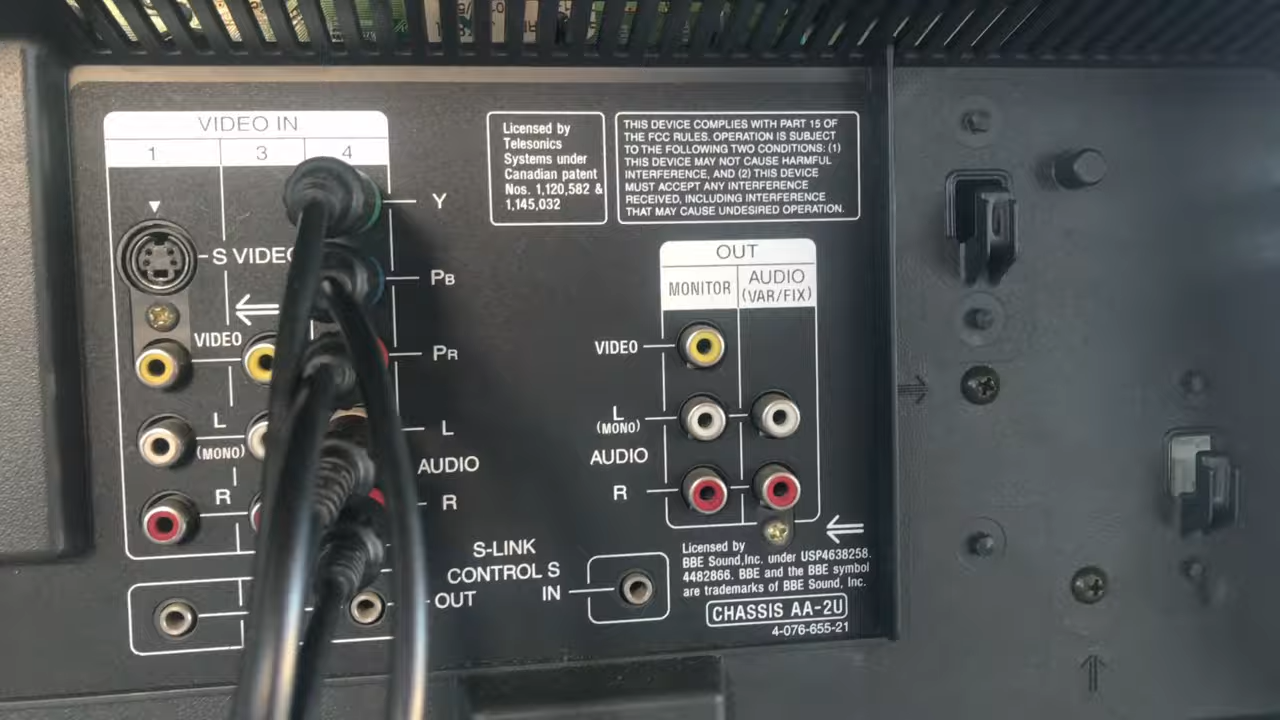 VIDEO IN
1 3 4
Y
S VIDEO
PB
VIDEO
PR
L
(MONO)
R
L
AUDIO
R
S-LINK
CONTROL S
OUT
IN
Licensed by
Telesonics
Systems under
Canadian patent
Nos. 1,120,582 &
1,145,032
THIS DEVICE COMPLIES WITH PART 15 OF
THE FCC RULES. OPERATION IS SUBJECT
TO THE FOLLOWING TWO CONDITIONS: (1)
THIS DEVICE MAY NOT CAUSE HARMFUL
INTERFERENCE, AND (2) THIS DEVICE
MUST ACCEPT ANY INTERFERENCE
RECEIVED, INCLUDING INTERFERENCE
THAT MAY CAUSE UNDESIRED OPERATION.
OUT
MONITOR
AUDIO
(VAR/FIX)
VIDEO
L
(MONO)
AUDIO
R
Licensed by
BBE Sound,Inc. under USP4638258.
4482866. BBE and the BBE symbol
are trademarks of BBE Sound, Inc.
CHASSIS AA-2U
4-076-655-21